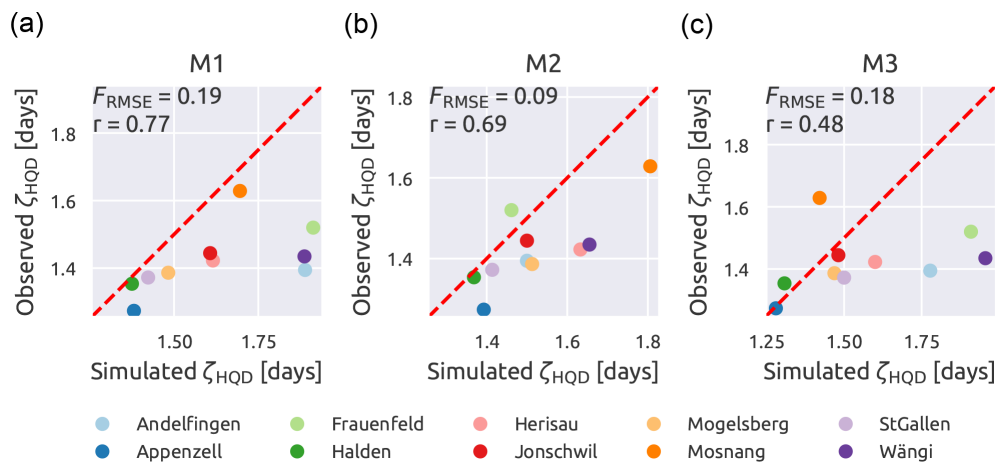 (a)
M1
F_RMSE = 0.19
r = 0.77
Observed ζ_HQD [days]
1.8
1.6
1.4
1.50 1.75
Simulated ζ_HQD [days]
(b)
M2
F_RMSE = 0.09
r = 0.69
Observed ζ_HQD [days]
1.8
1.6
1.4
1.4 1.6 1.8
Simulated ζ_HQD [days]
(c)
M3
F_RMSE = 0.18
r = 0.48
Observed ζ_HQD [days]
1.8
1.6
1.4
1.25 1.50 1.75
Simulated ζ_HQD [days]
Andelfingen Frauenfeld Herisau Mogelsberg StGallen
Appenzell Halden Jonschwil Mosnang Wängi